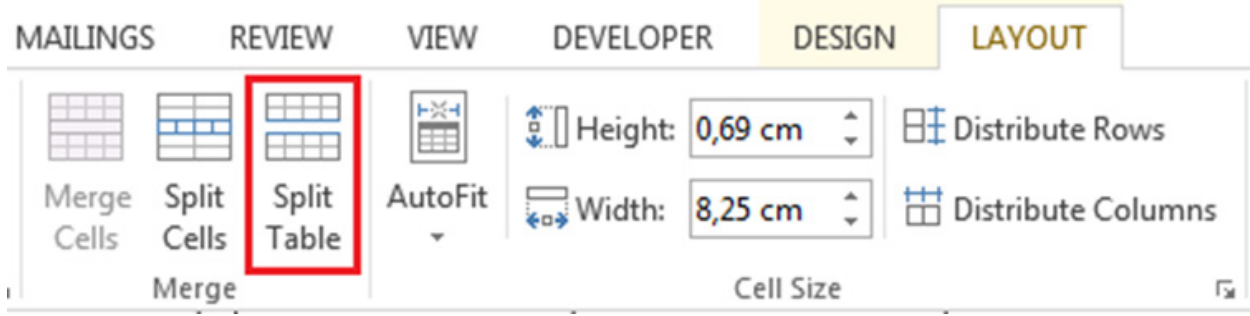 MAILINGS REVIEW VIEW DEVELOPER DESIGN LAYOUT
Merge Cells
Split Cells
Split Table
AutoFit
Height: 0,69 cm
Width: 8,25 cm
Distribute Rows
Distribute Columns
Merge
Cell Size